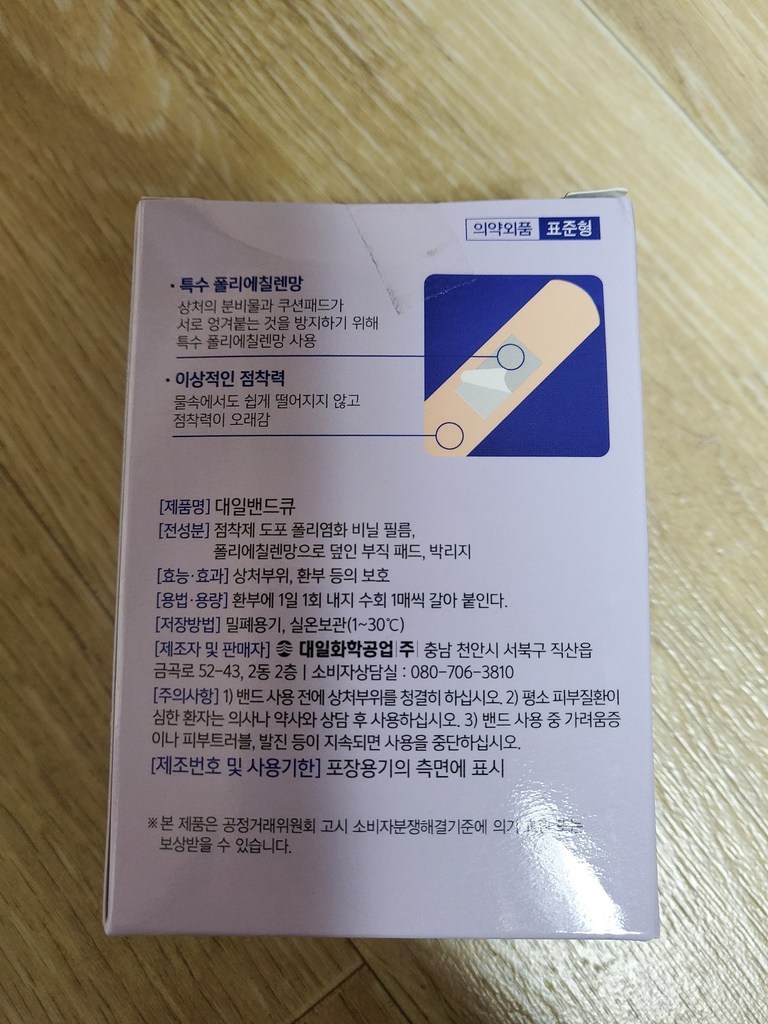 의약외품 표준형
· 특수 폴리에칠렌망
상처의 분비물과 쿠션패드가
서로 엉겨붙는 것을 방지하기 위해
특수 폴리에칠렌망 사용
· 이상적인 점착력
물속에서도 쉽게 떨어지지 않고
점착력이 오래감
[제품명] 대일밴드큐
[전성분] 점착제 도포 폴리염화 비닐 필름,
폴리에칠렌망으로 덮인 부직 패드, 박리지
[효능·효과] 상처부위, 환부 등의 보호
[용법·용량] 환부에 1일 1회 내지 수회 1매씩 갈아 붙인다.
[저장방법] 밀폐용기, 실온보관(1~30℃)
[제조자 및 판매자] 대일화학공업|주| 충남 천안시 서북구 직산읍
금곡로 52-43, 2동 2층 | 소비자상담실 : 080-706-3810
[주의사항] 1) 밴드 사용 전에 상처부위를 청결히 하십시오. 2) 평소 피부질환이
심한 환자는 의사나 약사와 상담 후 사용하십시오. 3) 밴드 사용 중 가려움증
이나 피부트러블, 발진 등이 지속되면 사용을 중단하십시오.
[제조번호 및 사용기한] 포장용기의 측면에 표시
※ 본 제품은 공정거래위원회 고시 소비자분쟁해결기준에 의거 또는
보상받을 수 있습니다.